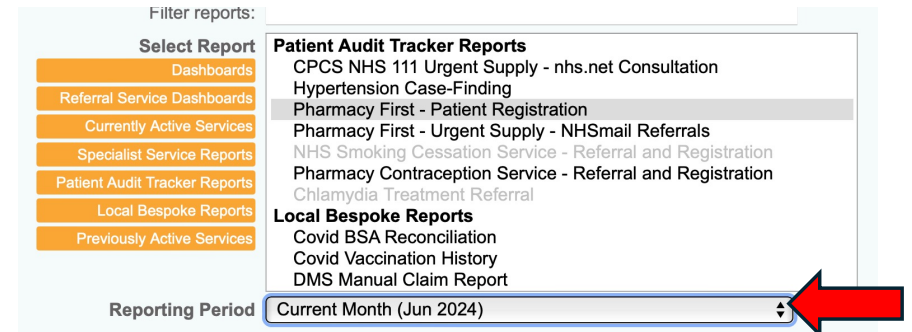 Filter reports:
Select Report
Dashboards
Referral Service Dashboards
Currently Active Services
Specialist Service Reports
Patient Audit Tracker Reports
Local Bespoke Reports
Previously Active Services
Patient Audit Tracker Reports
CPCS NHS 111 Urgent Supply - nhs.net Consultation
Hypertension Case-Finding
Pharmacy First - Patient Registration
Pharmacy First - Urgent Supply - NHSmail Referrals
NHS Smoking Cessation Service - Referral and Registration
Pharmacy Contraception Service - Referral and Registration
Chlamydia Treatment Referral
Local Bespoke Reports
Covid BSA Reconciliation
Covid Vaccination History
DMS Manual Claim Report
Reporting Period
Current Month (Jun 2024)